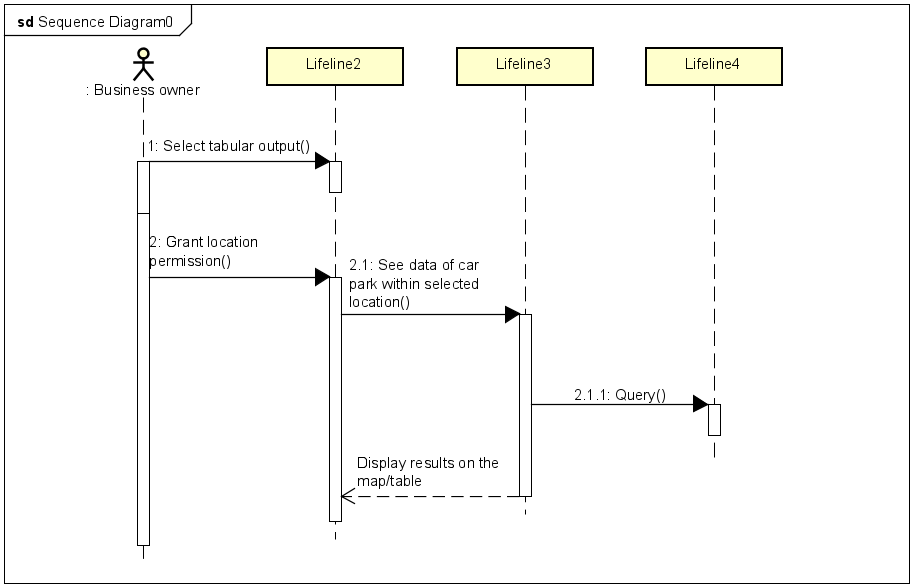 sd Sequence Diagram0
Lifeline2
Lifeline3
Lifeline4
: Business owner
1: Select tabular output()
2: Grant location
permission()
2.1: See data of car
park within selected
location()
2.1.1: Query()
Display results on the
map/table